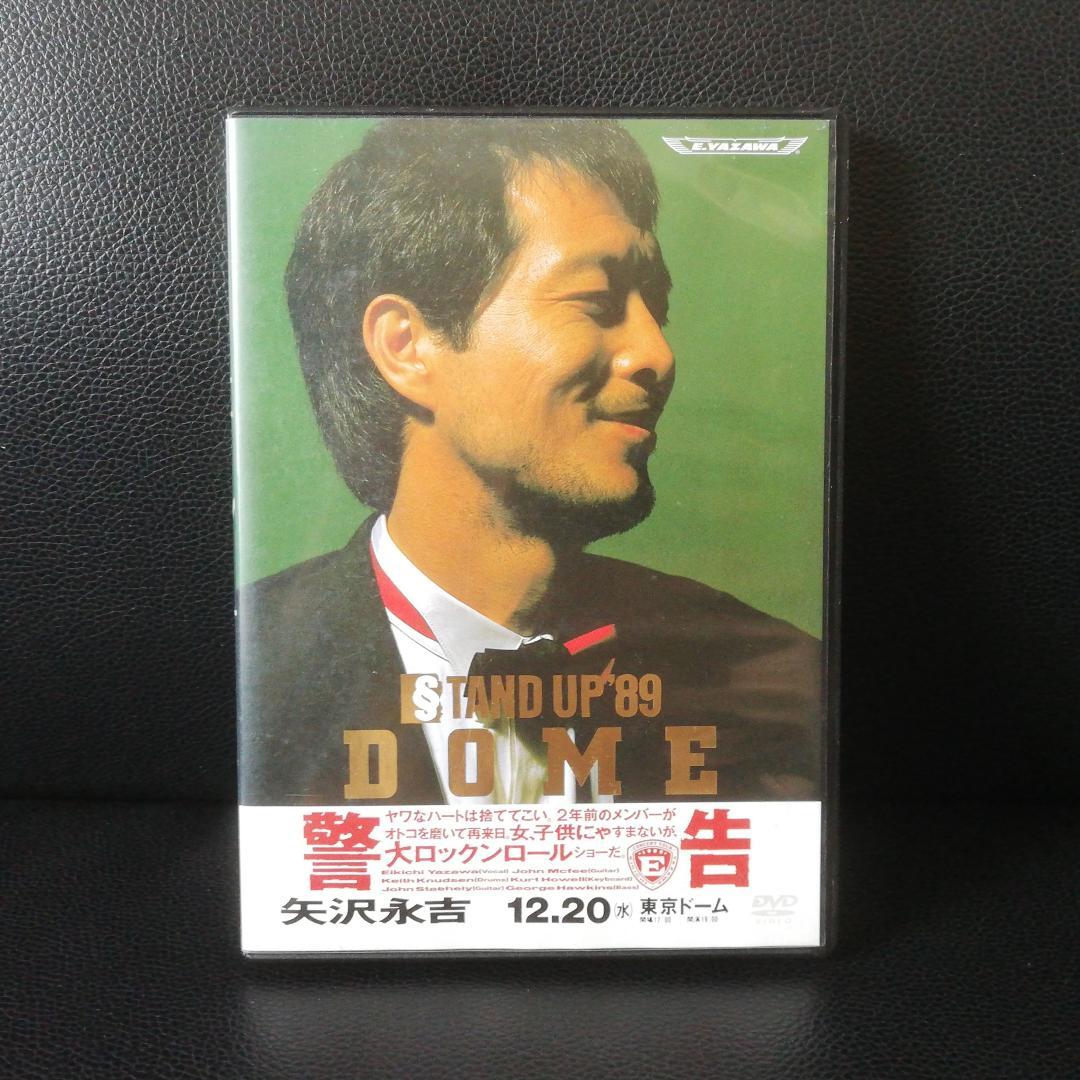 E.YAZAWA
STAND UP '89
DOME
警告
ヤワなハートは捨ててこい。2年前のメンバーが
オトコを磨いて再来日。女、子供にゃすまないが、
大ロックンロールショーだ。
Eikichi Yazawa(Vocal) John Mcfee(Guitar)
Keith Knudsen(Drums) Kurt Howell(Keyboard)
John Staehely(Guitar) George Hawkins(Bass)
E
矢沢永吉 12.20(水) 東京ドーム
DVD
VIDEO